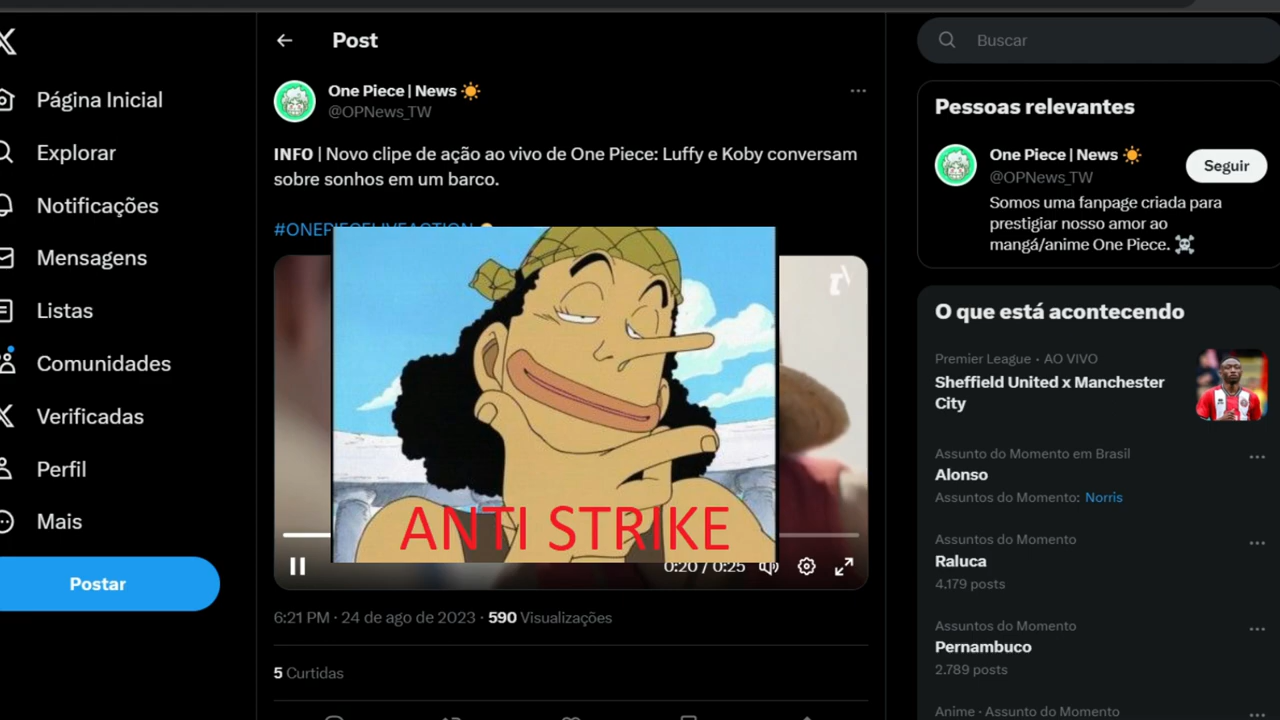 Post
Buscar
Página Inicial
Explorar
Notificações
Mensagens
Listas
Comunidades
Verificadas
Perfil
Mais
Postar
One Piece | News
@OPNews_TW
INFO | Novo clipe de ação ao vivo de One Piece: Luffy e Koby conversam
sobre sonhos em um barco.
#ONEPIECELIVEACTION
ANTI STRIKE
0:20 / 0:25
6:21 PM · 24 de ago de 2023 · 590 Visualizações
5 Curtidas
Pessoas relevantes
One Piece | News
@OPNews_TW
Seguir
Somos uma fanpage criada para
prestigiar nosso amor ao
mangá/anime One Piece.
O que está acontecendo
Premier League · AO VIVO
Sheffield United x Manchester
City
Assunto do Momento em Brasil
Alonso
Assuntos do Momento: Norris
Assuntos do Momento
Raluca
4.179 posts
Assuntos do Momento
Pernambuco
2.789 posts
Anime · Assunto do Momento